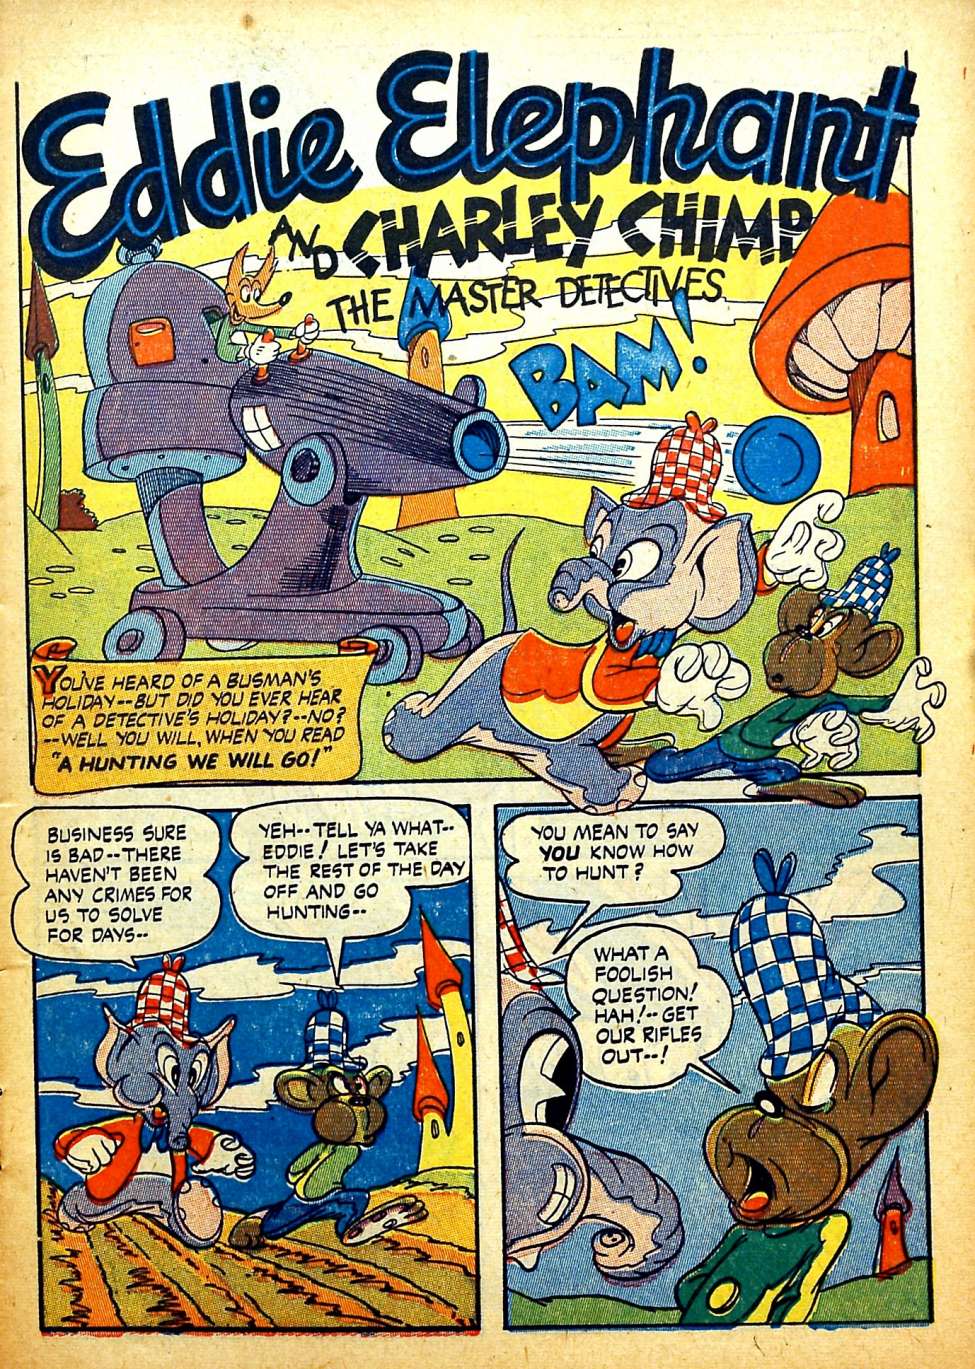 Eddie Elephant
AND CHARLEY CHIMP
THE MASTER DETECTIVES
BAM!
YOU'VE HEARD OF A BUSMAN'S
HOLIDAY--BUT DID YOU EVER HEAR
OF A DETECTIVE'S HOLIDAY?--NO?
--WELL YOU WILL, WHEN YOU READ
"A HUNTING WE WILL GO!"
BUSINESS SURE
IS BAD--THERE
HAVEN'T BEEN
ANY CRIMES FOR
US TO SOLVE
FOR DAYS--
YEH--TELL YA WHAT--
EDDIE! LET'S TAKE
THE REST OF THE DAY
OFF AND GO
HUNTING--
YOU MEAN TO SAY
YOU KNOW HOW
TO HUNT?
WHAT A
FOOLISH
QUESTION!
HAH!--GET
OUR RIFLES
OUT--!